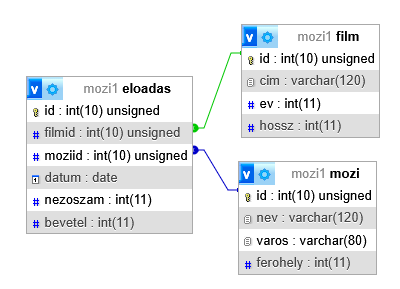 v mozi1 eloadas
id : int(10) unsigned
# filmid : int(10) unsigned
# moziid : int(10) unsigned
datum : date
# nezoszam : int(11)
# bevetel : int(11)
v mozi1 film
id : int(10) unsigned
cim : varchar(120)
# ev : int(11)
# hossz : int(11)
v mozi1 mozi
id : int(10) unsigned
nev : varchar(120)
varos : varchar(80)
# ferohely : int(11)